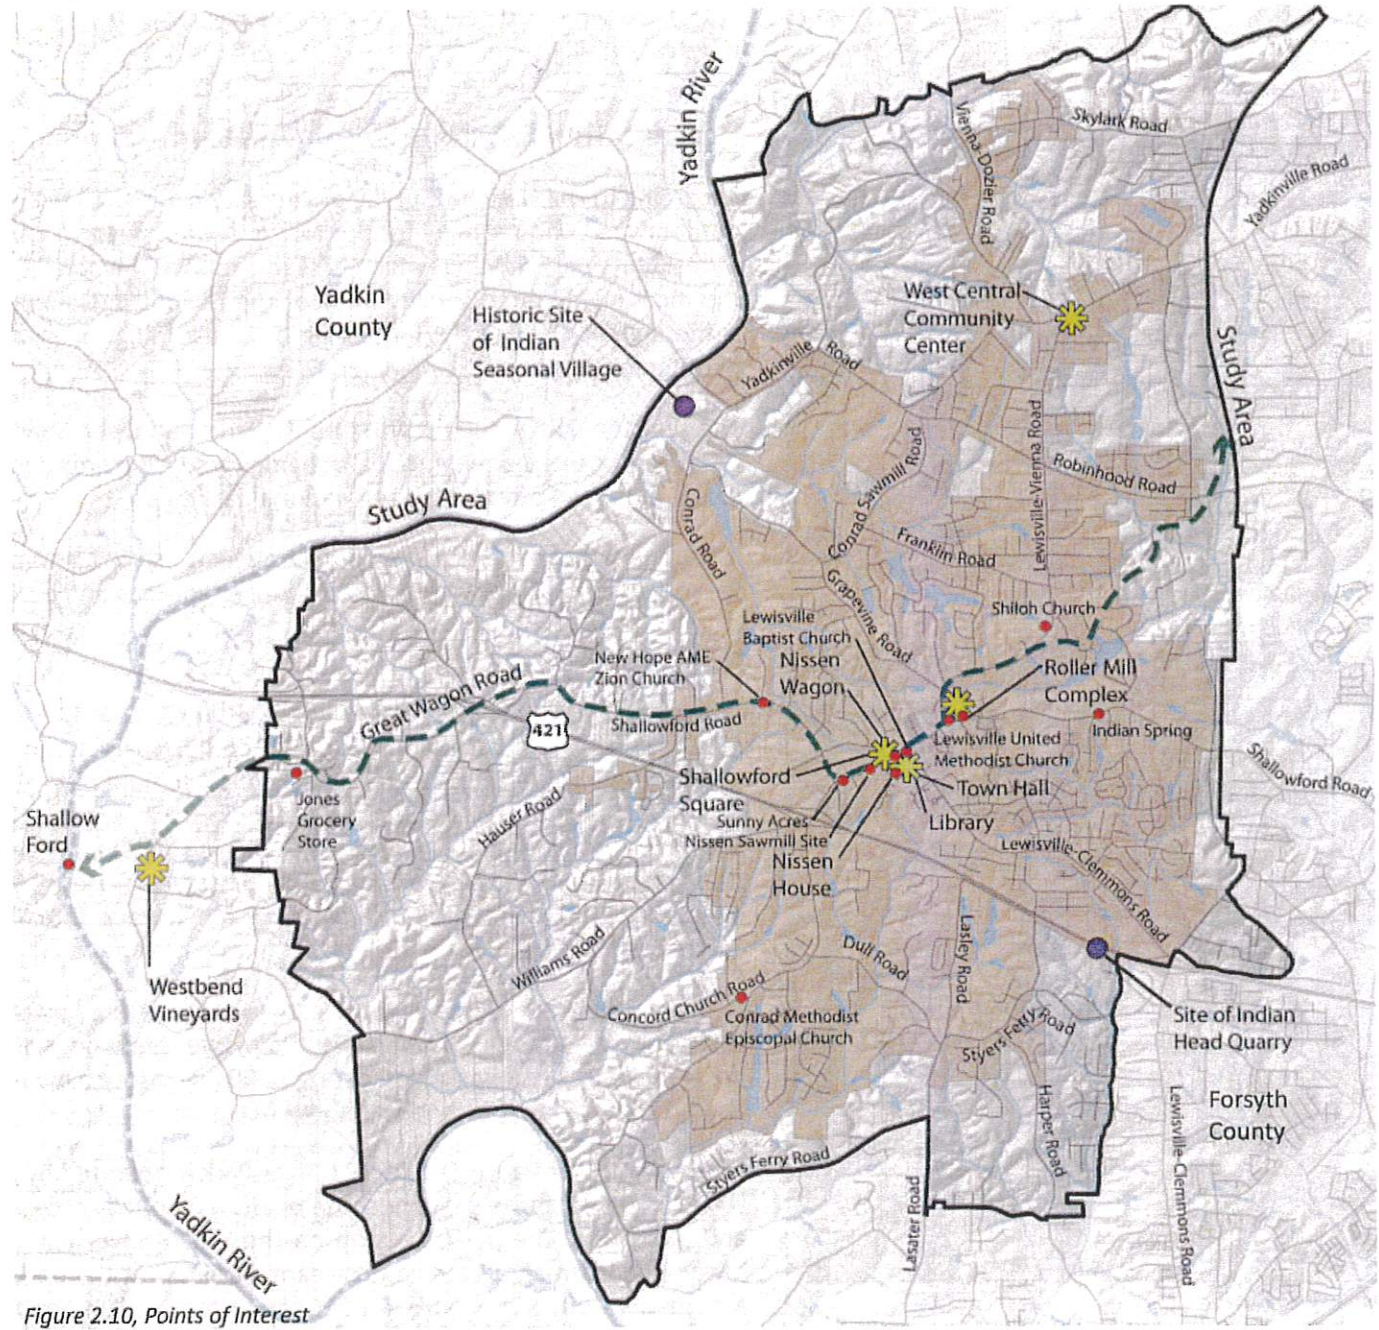 Yadkin River
Vienna-Dozier Road
Skylark Road
Yadkinville Road
Yadkin
County
Historic Site
of Indian
Seasonal Village
West Central
Community
Center
Study Area
Yadkinville Road
Study Area
Conrad Road
Conrad Sawmill Road
Lewisville-Vienna Road
Robinhood Road
Franklin Road
Grapevine Road
Shiloh Church
Lewisville
Baptist Church
Nissen
Wagon
New Hope AME
Zion Church
Great Wagon Road
421
Shallowford Road
Roller Mill
Complex
Indian Spring
Lewisville United
Methodist Church
Shallowford Road
Shallowford
Square
Town Hall
Library
Sunny Acres
Nissen Sawmill Site
Nissen
House
Jones
Grocery
Store
Hauser Road
Shallow
Ford
Lewisville-Clemmons Road
Westbend
Vineyards
Williams Road
Dull Road
Lasley Road
Concord Church Road
Conrad Methodist
Episcopal Church
Styers Ferry Road
Site of Indian
Head Quarry
Harper Road
Forsyth
County
Lewisville-Clemmons Road
Styers Ferry Road
Lasater Road
Yadkin River
Figure 2.10, Points of Interest